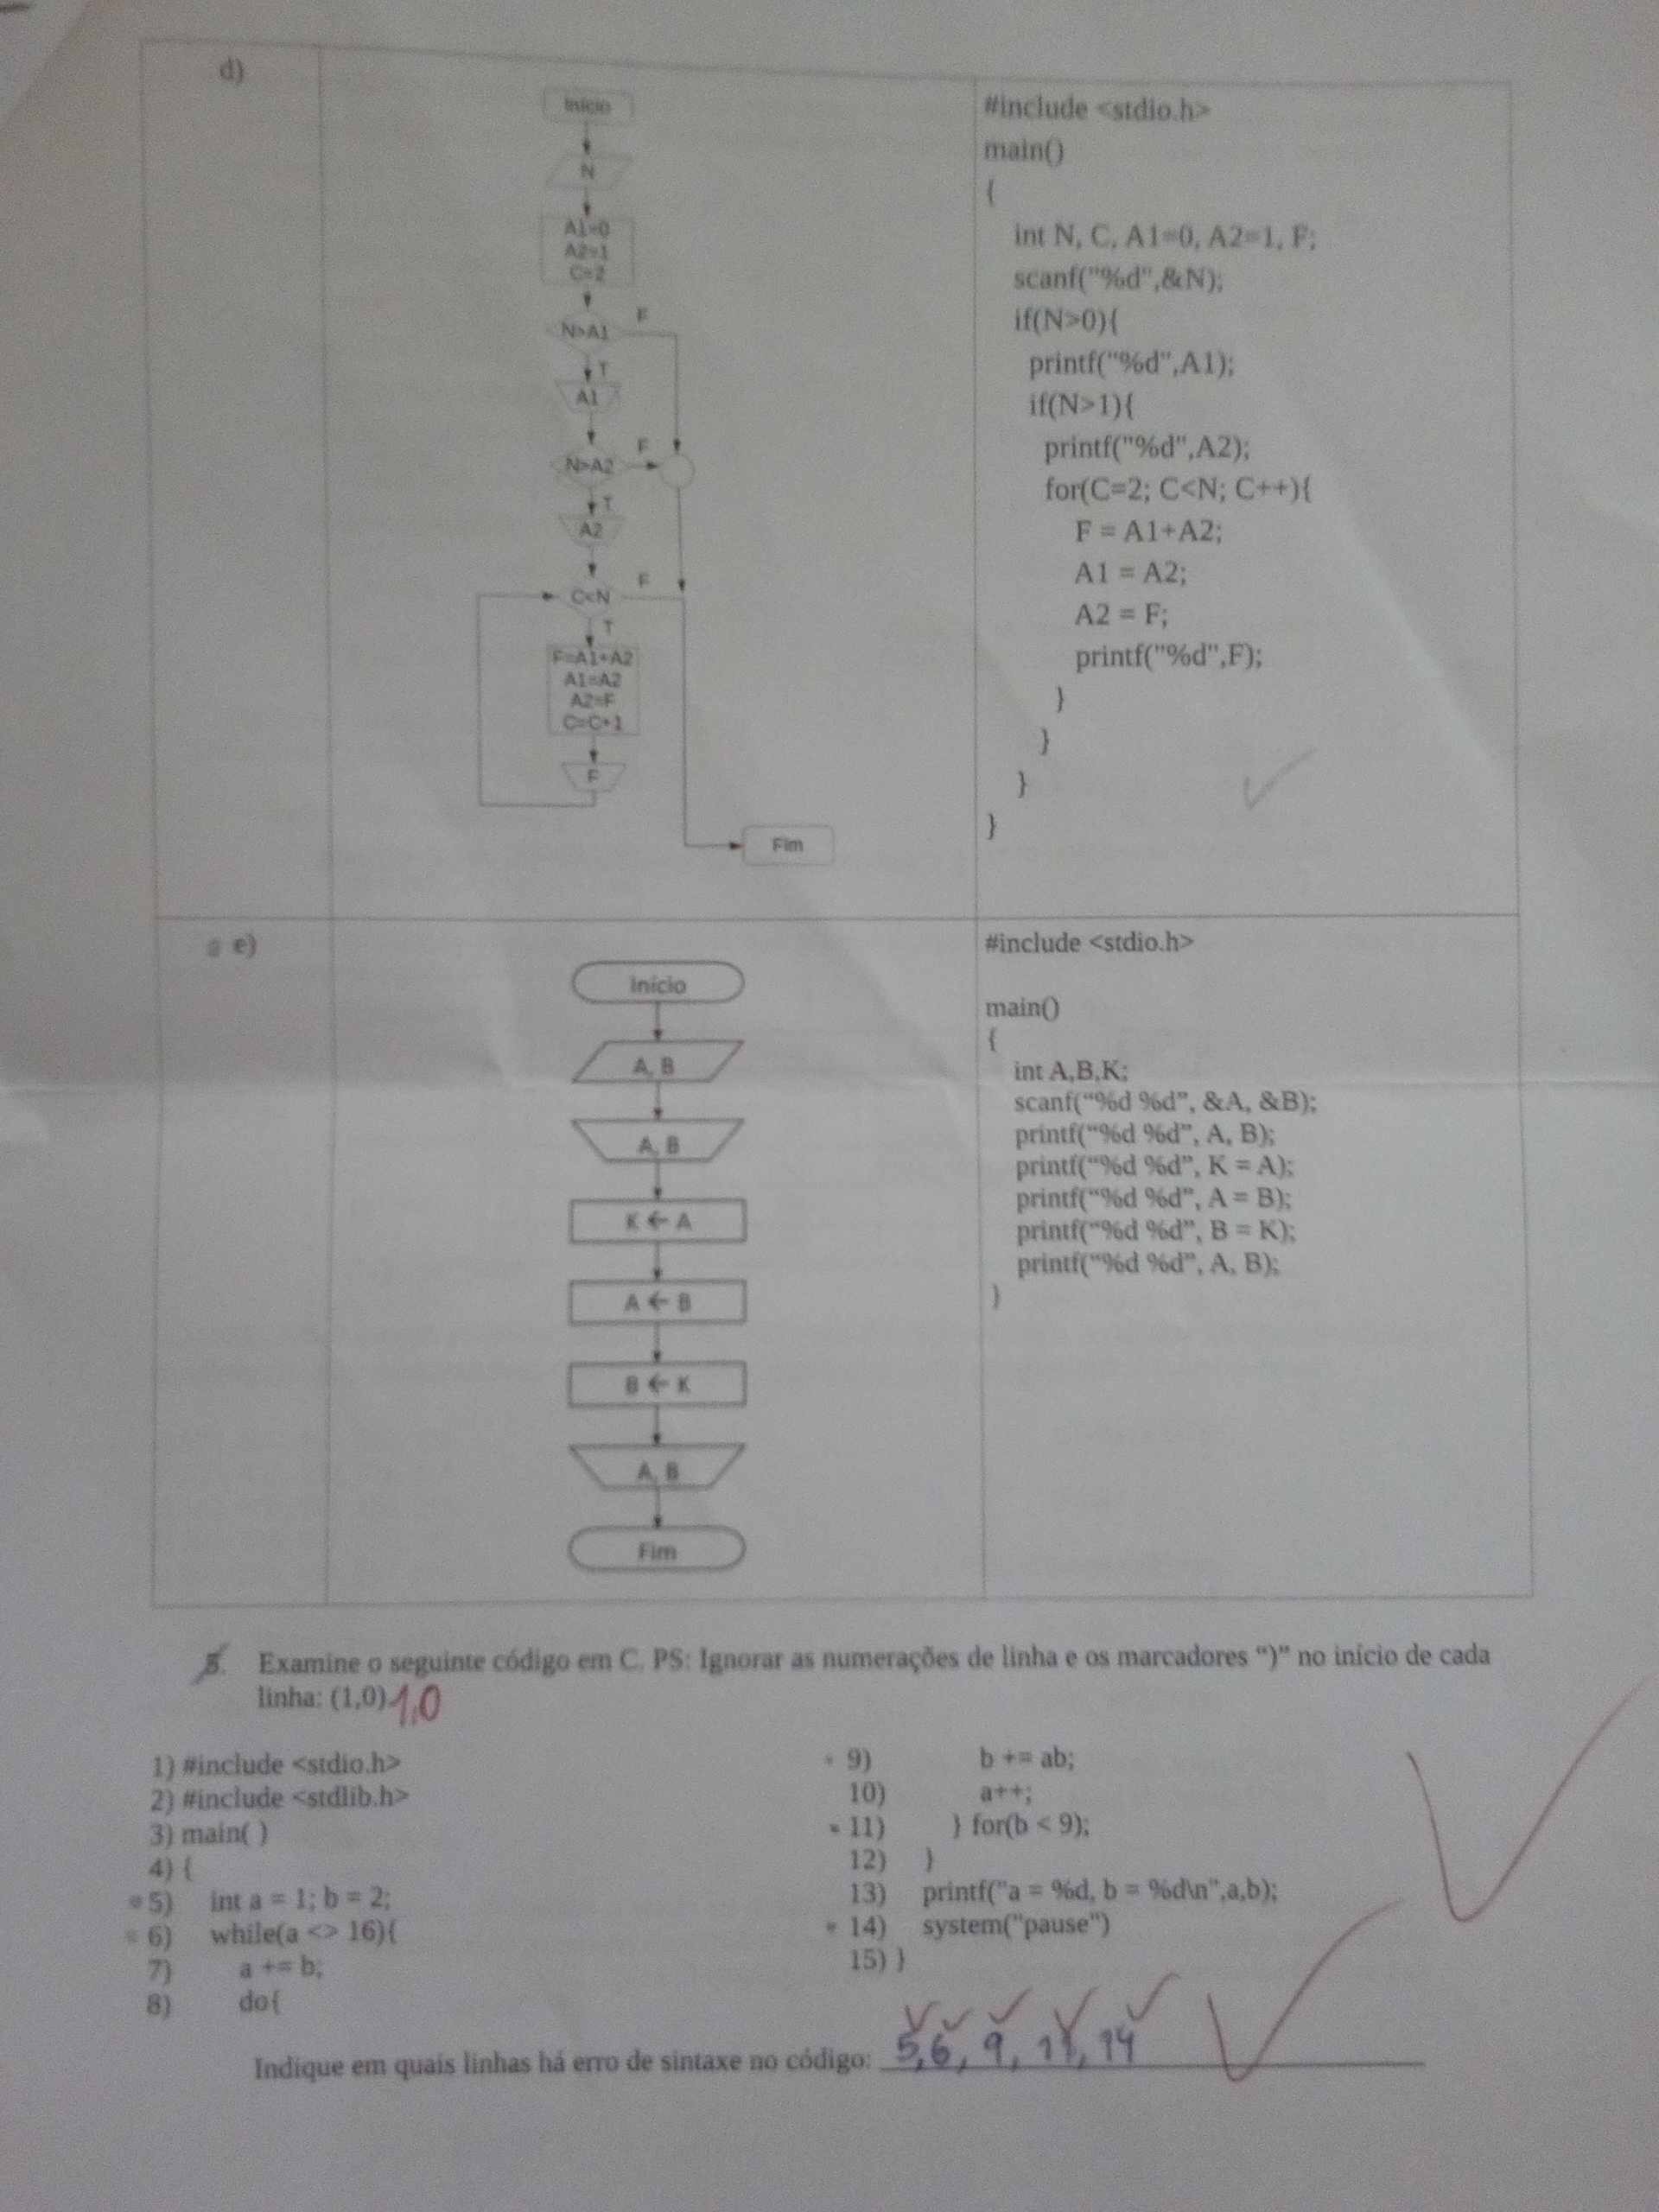 d)
Início
N
A1=0
A2=1
C=2
N>A1
F
T
A1
N>A2
F
T
A2
C<N
F
T
F=A1+A2
A1=A2
A2=F
C=C+1
F
Fim
#include <stdio.h>
main()
{
int N, C, A1=0, A2=1, F;
scanf("%d",&N);
if(N>0){
printf("%d",A1);
if(N>1){
printf("%d",A2);
for(C=2; C<N; C++){
F = A1+A2;
A1 = A2;
A2 = F;
printf("%d",F);
}
}
}
}
e)
Início
A, B
A, B
K ← A
A ← B
B ← K
A, B
Fim
#include <stdio.h>
main()
{
int A,B,K;
scanf(“%d %d”, &A, &B);
printf(“%d %d”, A, B);
printf(“%d %d”, K = A);
printf(“%d %d”, A = B);
printf(“%d %d”, B = K);
printf(“%d %d”, A, B);
}
5. Examine o seguinte código em C. PS: Ignorar as numerações de linha e os marcadores “)” no início de cada
linha: (1,0) 1,0
1) #include <stdio.h>
2) #include <stdlib.h>
3) main( )
4) {
5) int a = 1; b = 2;
6) while(a <> 16){
7) a += b;
8) do{
9) b += ab;
10) a++;
11) } for(b < 9);
12) }
13) printf("a = %d, b = %d\n",a,b);
14) system("pause")
15) }
Indique em quais linhas há erro de sintaxe no código: 5,6, 9, 11, 14